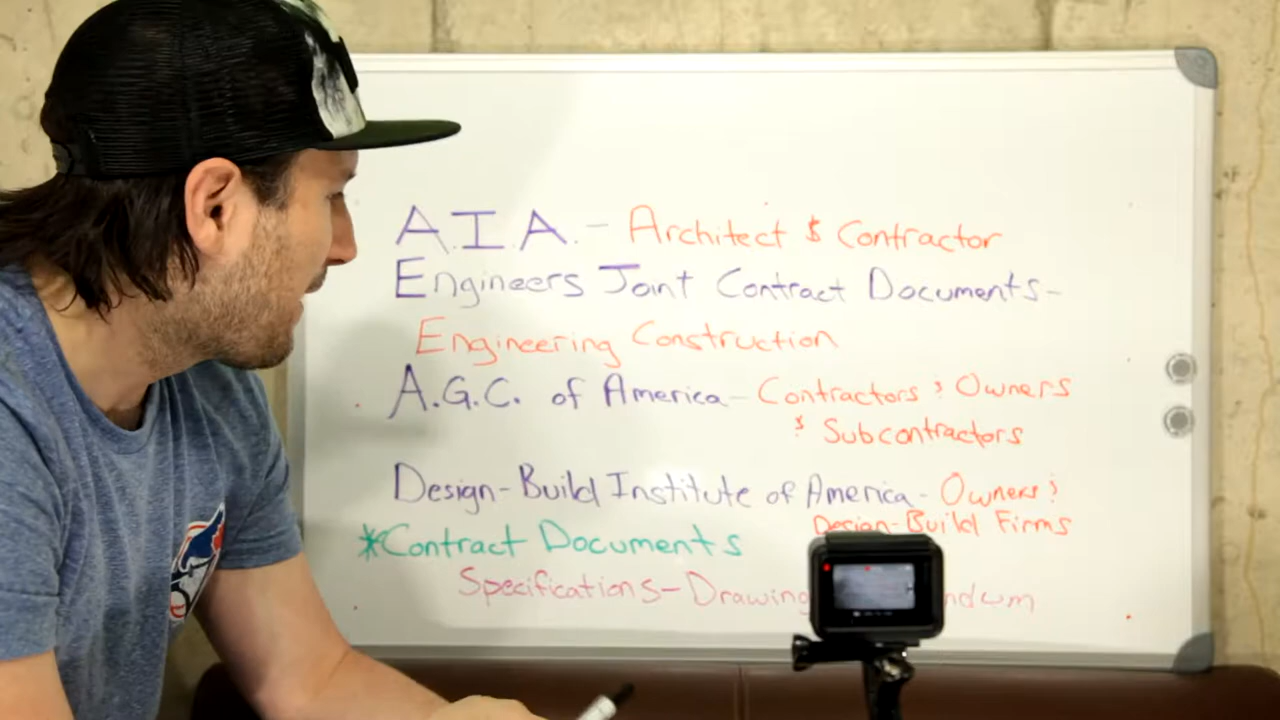 A.I.A. - Architect & Contractor
Engineers Joint Contract Documents-
Engineering Construction
A.G.C. of America - Contractors & Owners
& Subcontractors
Design-Build Institute of America - Owners &
Design-Build Firms
*Contract Documents
Specifications-Drawing